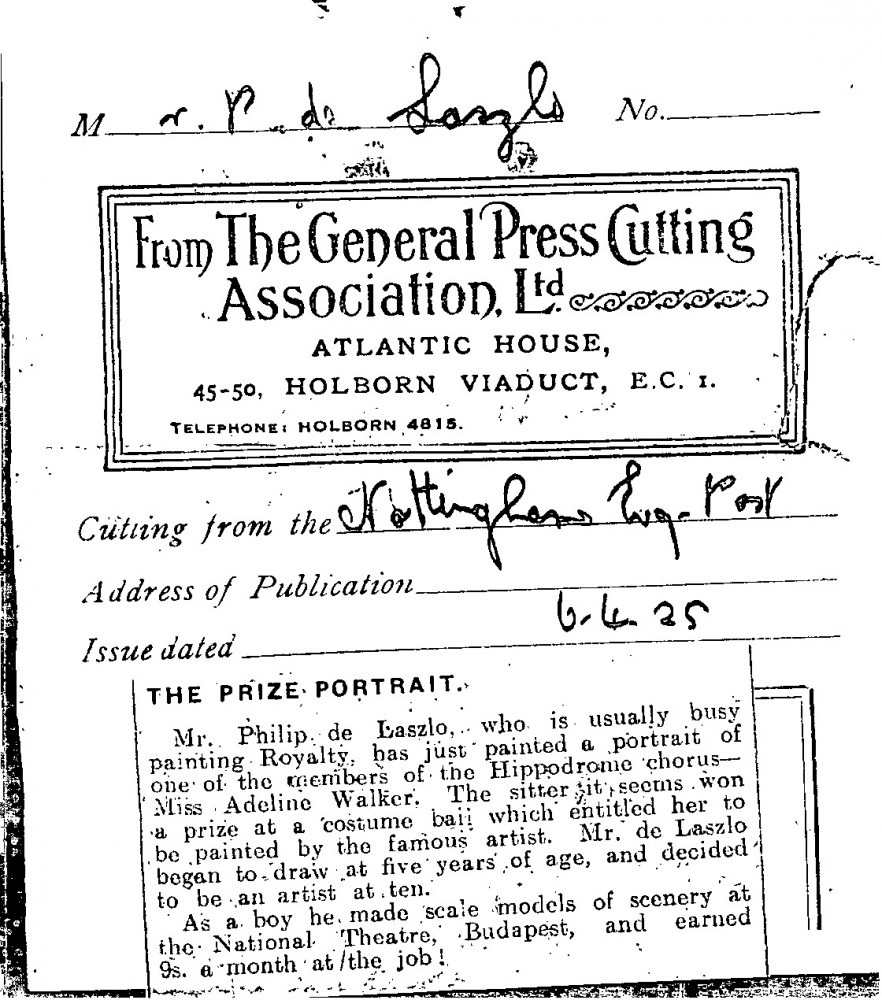 Mr. P. de Laszlo No.
From The General Press Cutting
Association, Ltd.
ATLANTIC HOUSE,
45-50, HOLBORN VIADUCT, E.C. 1.
TELEPHONE: HOLBORN 4815.
Cutting from the Nottingham Evg. Post
Address of Publication
Issue dated 6.4.25
THE PRIZE PORTRAIT.
Mr. Philip de Laszlo, who is usually busy
painting Royalty, has just painted a portrait of
one of the members of the Hippodrome chorus—
Miss Adeline Walker. The sitter it seems won
a prize at a costume ball which entitled her to
be painted by the famous artist. Mr. de Laszlo
began to draw at five years of age, and decided
to be an artist at ten.
As a boy he made scale models of scenery at
the National Theatre, Budapest, and earned
9s. a month at the job!